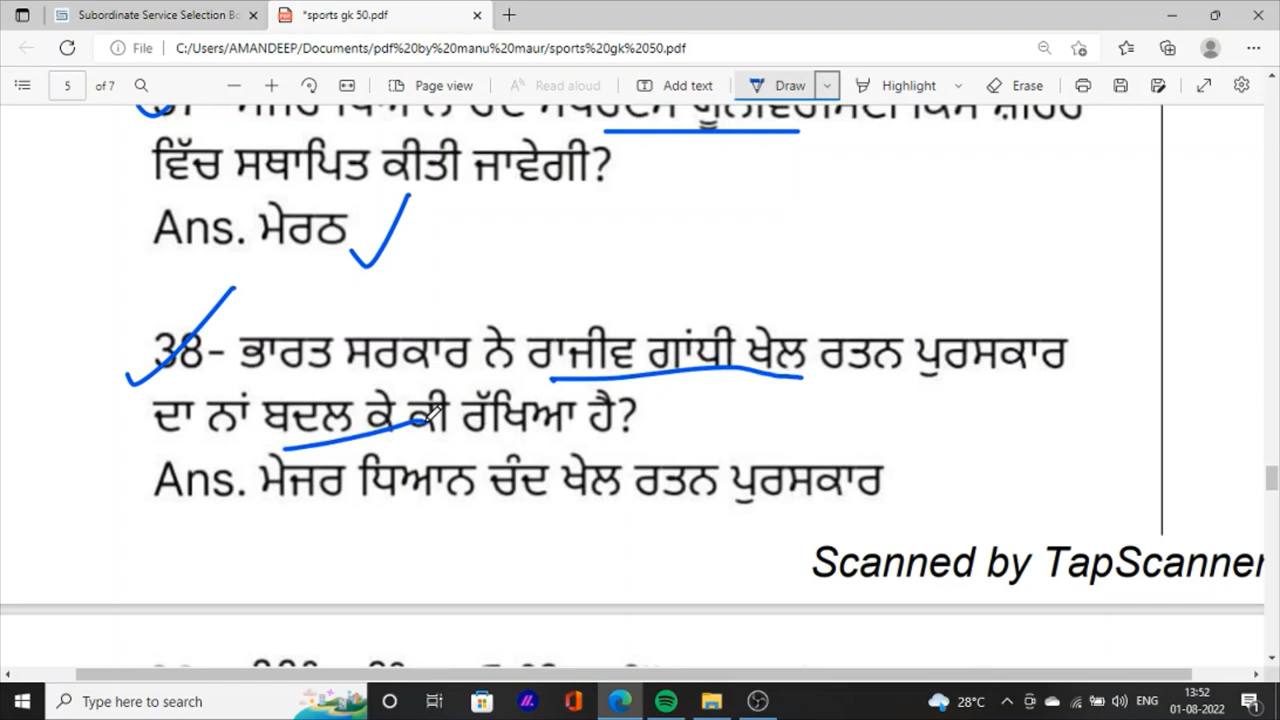 Subordinate Service Selection Bo
*sports gk 50.pdf
File
C:/Users/AMANDEEP/Documents/pdf%20by%20manu%20maur/sports%20gk%2050.pdf
5 of 7
Page view
Read aloud
Add text
Draw
Highlight
Erase
ਯੂਨੀਵਰਸਿਟੀ ਕਿਸ ਸ਼ਹਿਰ
ਵਿੱਚ ਸਥਾਪਿਤ ਕੀਤੀ ਜਾਵੇਗੀ?
Ans. ਮੇਰਠ
38- ਭਾਰਤ ਸਰਕਾਰ ਨੇ ਰਾਜੀਵ ਗਾਂਧੀ ਖੇਲ ਰਤਨ ਪੁਰਸਕਾਰ
ਦਾ ਨਾਂ ਬਦਲ ਕੇ ਕੀ ਰੱਖਿਆ ਹੈ?
Ans. ਮੇਜਰ ਧਿਆਨ ਚੰਦ ਖੇਲ ਰਤਨ ਪੁਰਸਕਾਰ
Scanned by TapScanner
Type here to search
28°C
ENG
13:52
01-08-2022